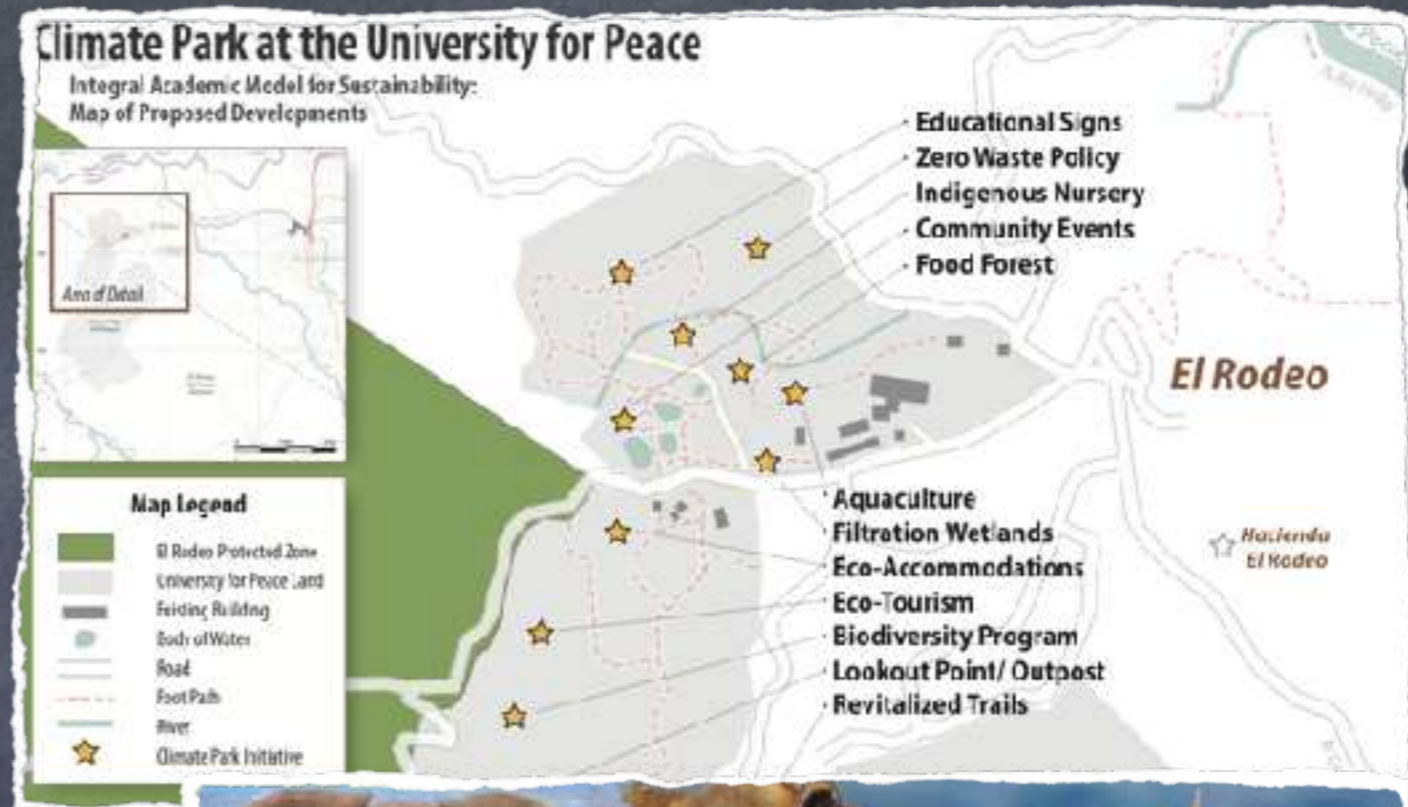 Climate Park at the University for Peace
Integral Academic Model for Sustainability:
Map of Proposed Developments
Area of Detail
Educational Signs
Zero Waste Policy
Indigenous Nursery
Community Events
Food Forest
El Rodeo
Hacienda
El Rodeo
Aquaculture
Filtration Wetlands
Eco-Accommodations
Eco-Tourism
Biodiversity Program
Lookout Point/ Outpost
Revitalized Trails
Map Legend
El Rodeo Protected Zone
University for Peace Land
Existing Building
Body of Water
Road
Foot Path
River
Climate Park Initiative